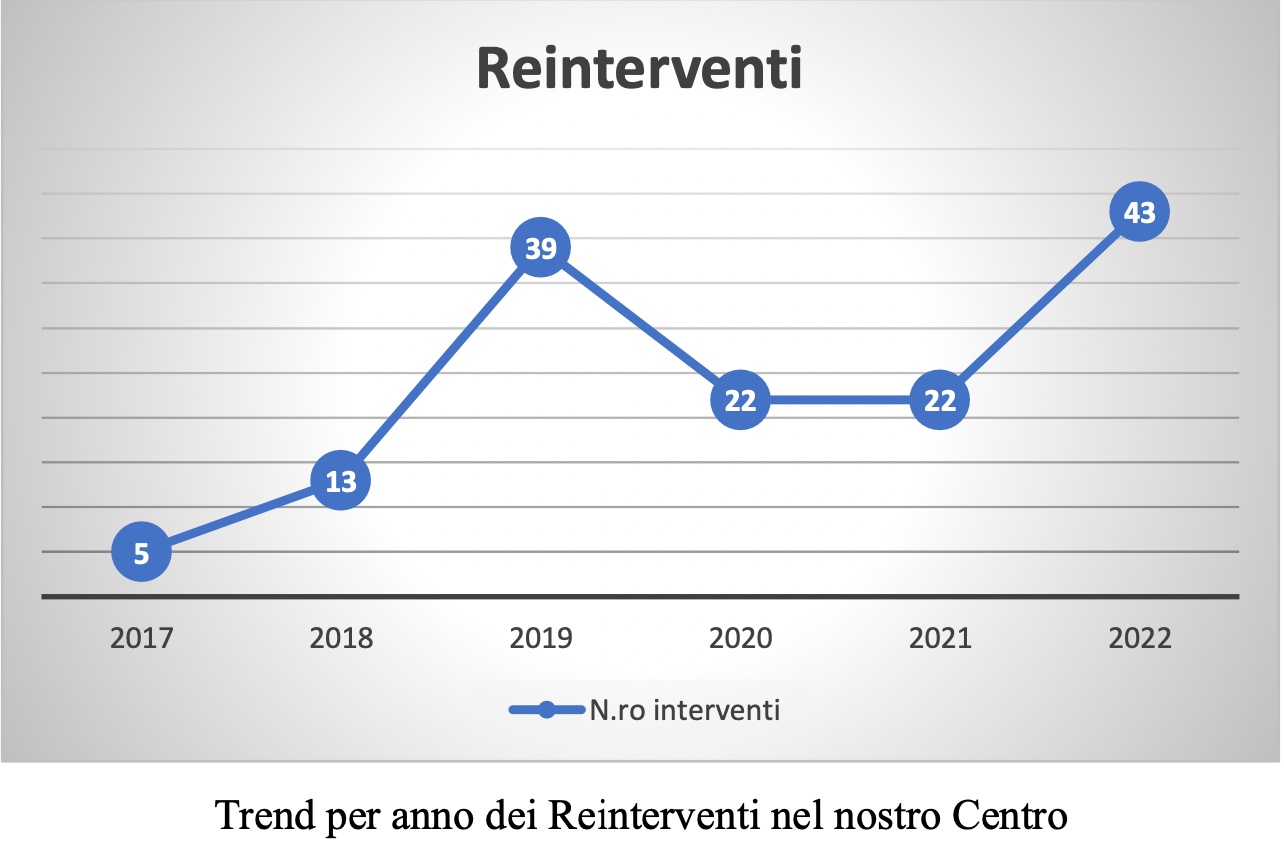 Reinterventi
39
43
22
22
13
5
2017 2018 2019 2020 2021 2022
N.ro interventi
Trend per anno dei Reinterventi nel nostro Centro